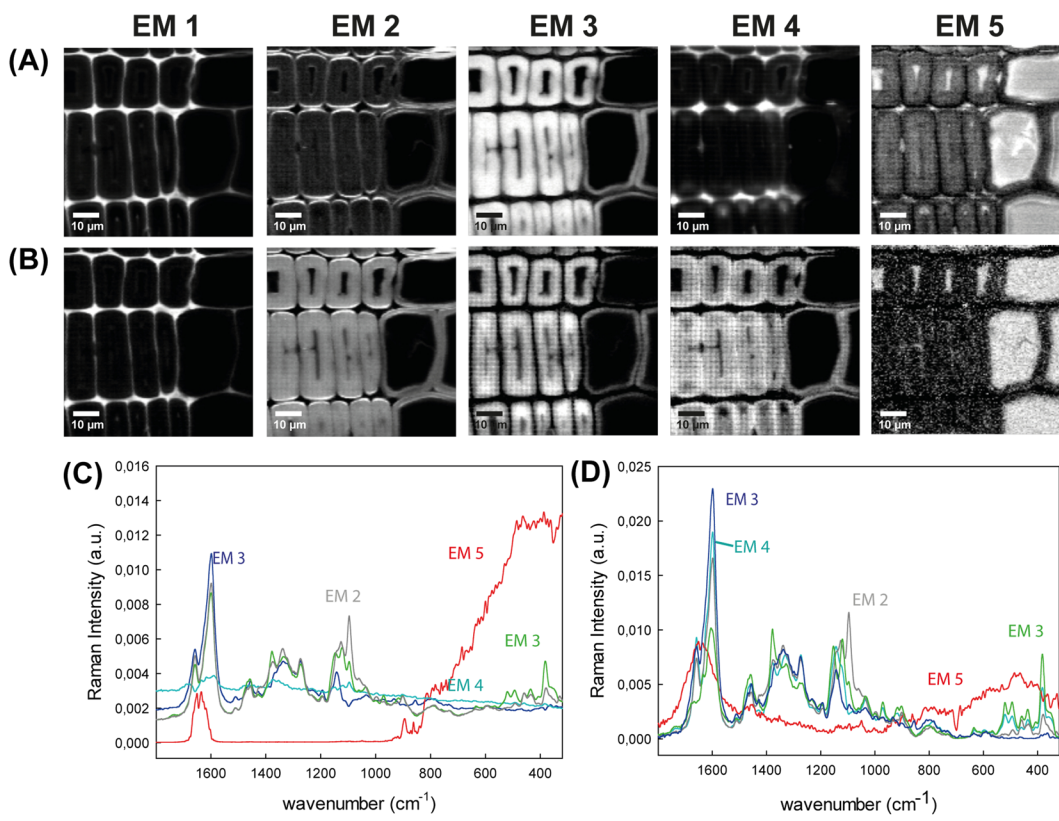 EM 1 EM 2 EM 3 EM 4 EM 5
(A)
10 µm 10 µm 10 µm 10 µm 10 µm
(B)
10 µm 10 µm 10 µm 10 µm 10 µm
(C)
0,016
0,014
0,012
0,010
0,008
0,006
0,004
0,002
0,000
Raman Intensity (a.u.)
EM 3
EM 5
EM 2
EM 3
EM 4
1600 1400 1200 1000 800 600 400
wavenumber (cm-1)
(D)
0,025
0,020
0,015
0,010
0,005
0,000
Raman Intensity (a.u.)
EM 3
EM 4
EM 2
EM 3
EM 5
1600 1400 1200 1000 800 600 400
wavenumber (cm-1)